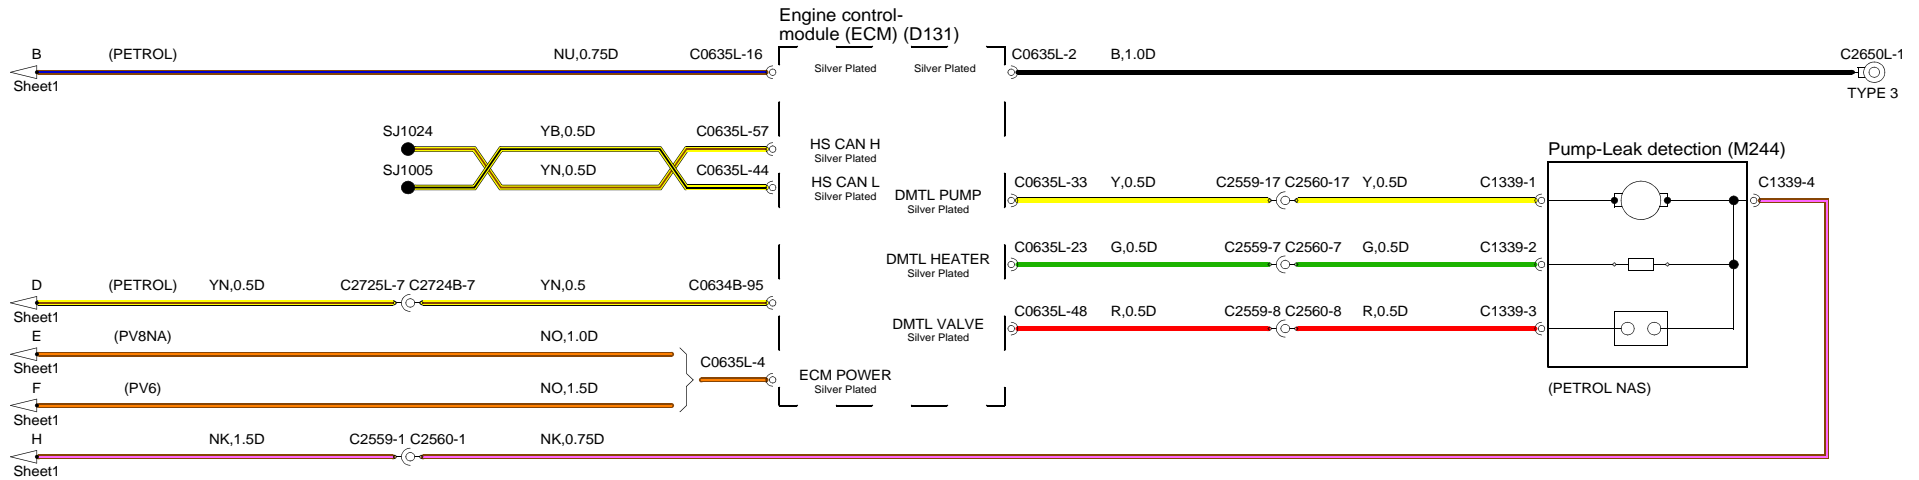 Engine control-
module (ECM) (D131)
B (PETROL) NU,0.75D C0635L-16
Silver Plated Silver Plated
C0635L-2 B,1.0D C2650L-1
Sheet1
TYPE 3
SJ1024 YB,0.5D C0635L-57
HS CAN H
Silver Plated
SJ1005 YN,0.5D C0635L-44
HS CAN L
Silver Plated
Pump-Leak detection (M244)
DMTL PUMP
Silver Plated
C0635L-33 Y,0.5D C2559-17 C2560-17 Y,0.5D C1339-1
C1339-4
DMTL HEATER
Silver Plated
C0635L-23 G,0.5D C2559-7 C2560-7 G,0.5D C1339-2
D (PETROL) YN,0.5D C2725L-7 C2724B-7 YN,0.5 C0634B-95
Sheet1
DMTL VALVE
Silver Plated
C0635L-48 R,0.5D C2559-8 C2560-8 R,0.5D C1339-3
E (PV8NA) NO,1.0D
Sheet1
C0635L-4
ECM POWER
Silver Plated
F (PV6) NO,1.5D
Sheet1
(PETROL NAS)
H NK,1.5D C2559-1 C2560-1 NK,0.75D
Sheet1